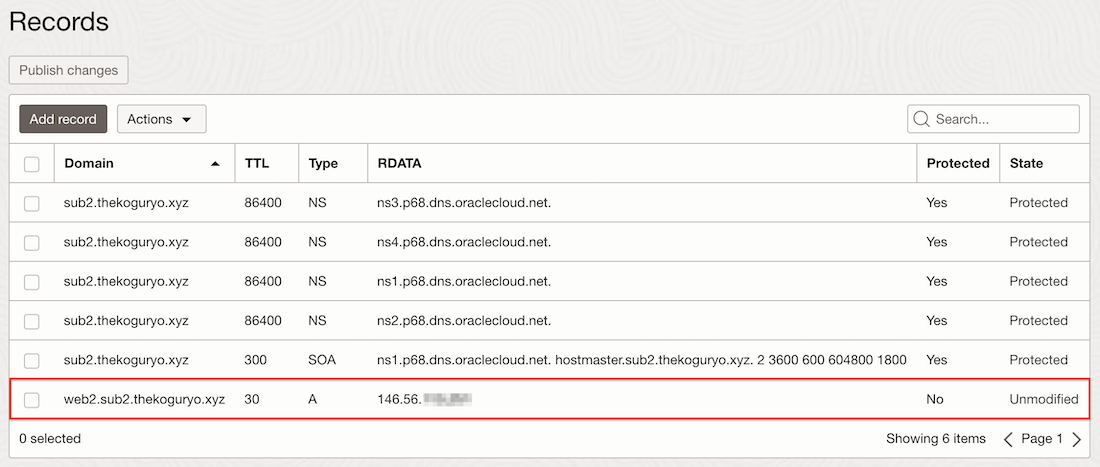 Records
Publish changes
Add record Actions Search...
Domain TTL Type RDATA Protected State
sub2.thekoguryo.xyz 86400 NS ns3.p68.dns.oraclecloud.net. Yes Protected
sub2.thekoguryo.xyz 86400 NS ns4.p68.dns.oraclecloud.net. Yes Protected
sub2.thekoguryo.xyz 86400 NS ns1.p68.dns.oraclecloud.net. Yes Protected
sub2.thekoguryo.xyz 86400 NS ns2.p68.dns.oraclecloud.net. Yes Protected
sub2.thekoguryo.xyz 300 SOA ns1.p68.dns.oraclecloud.net. hostmaster.sub2.thekoguryo.xyz. 2 3600 600 604800 1800 Yes Protected
web2.sub2.thekoguryo.xyz 30 A 146.56. No Unmodified
0 selected Showing 6 items Page 1